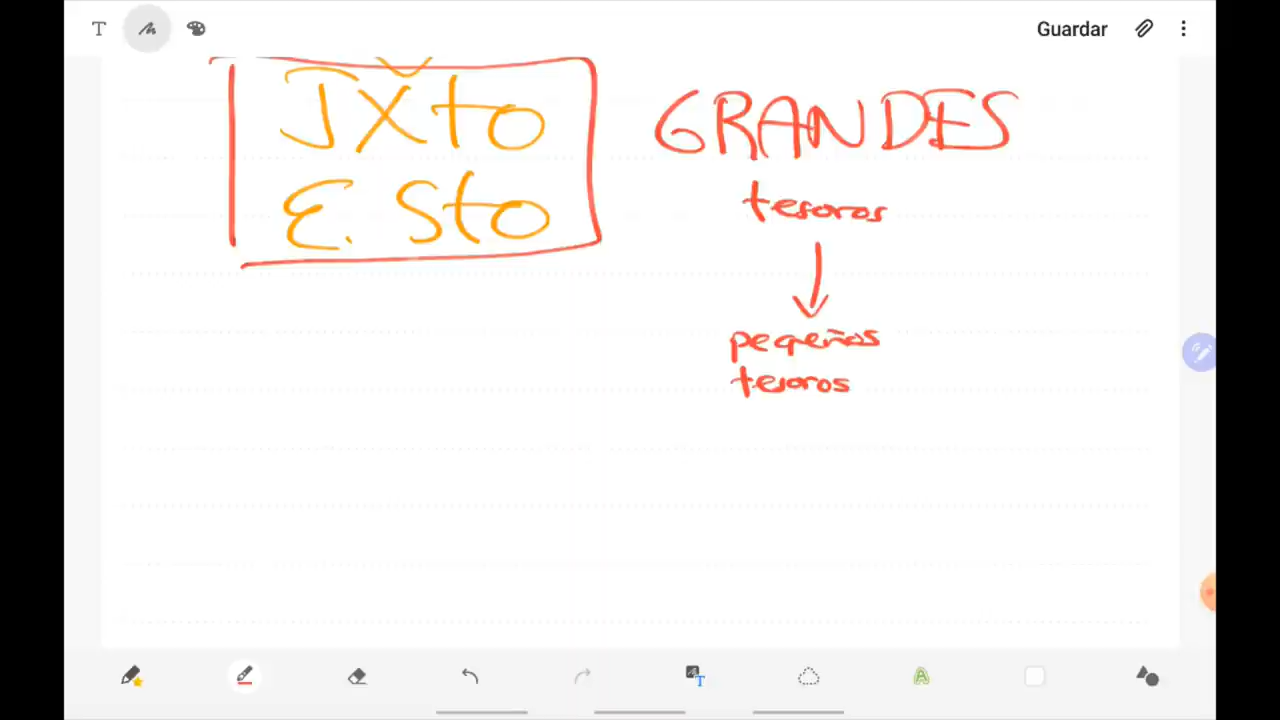 Guardar
JXto
E. Sto
GRANDES
tesoros
pequeños
tesoros